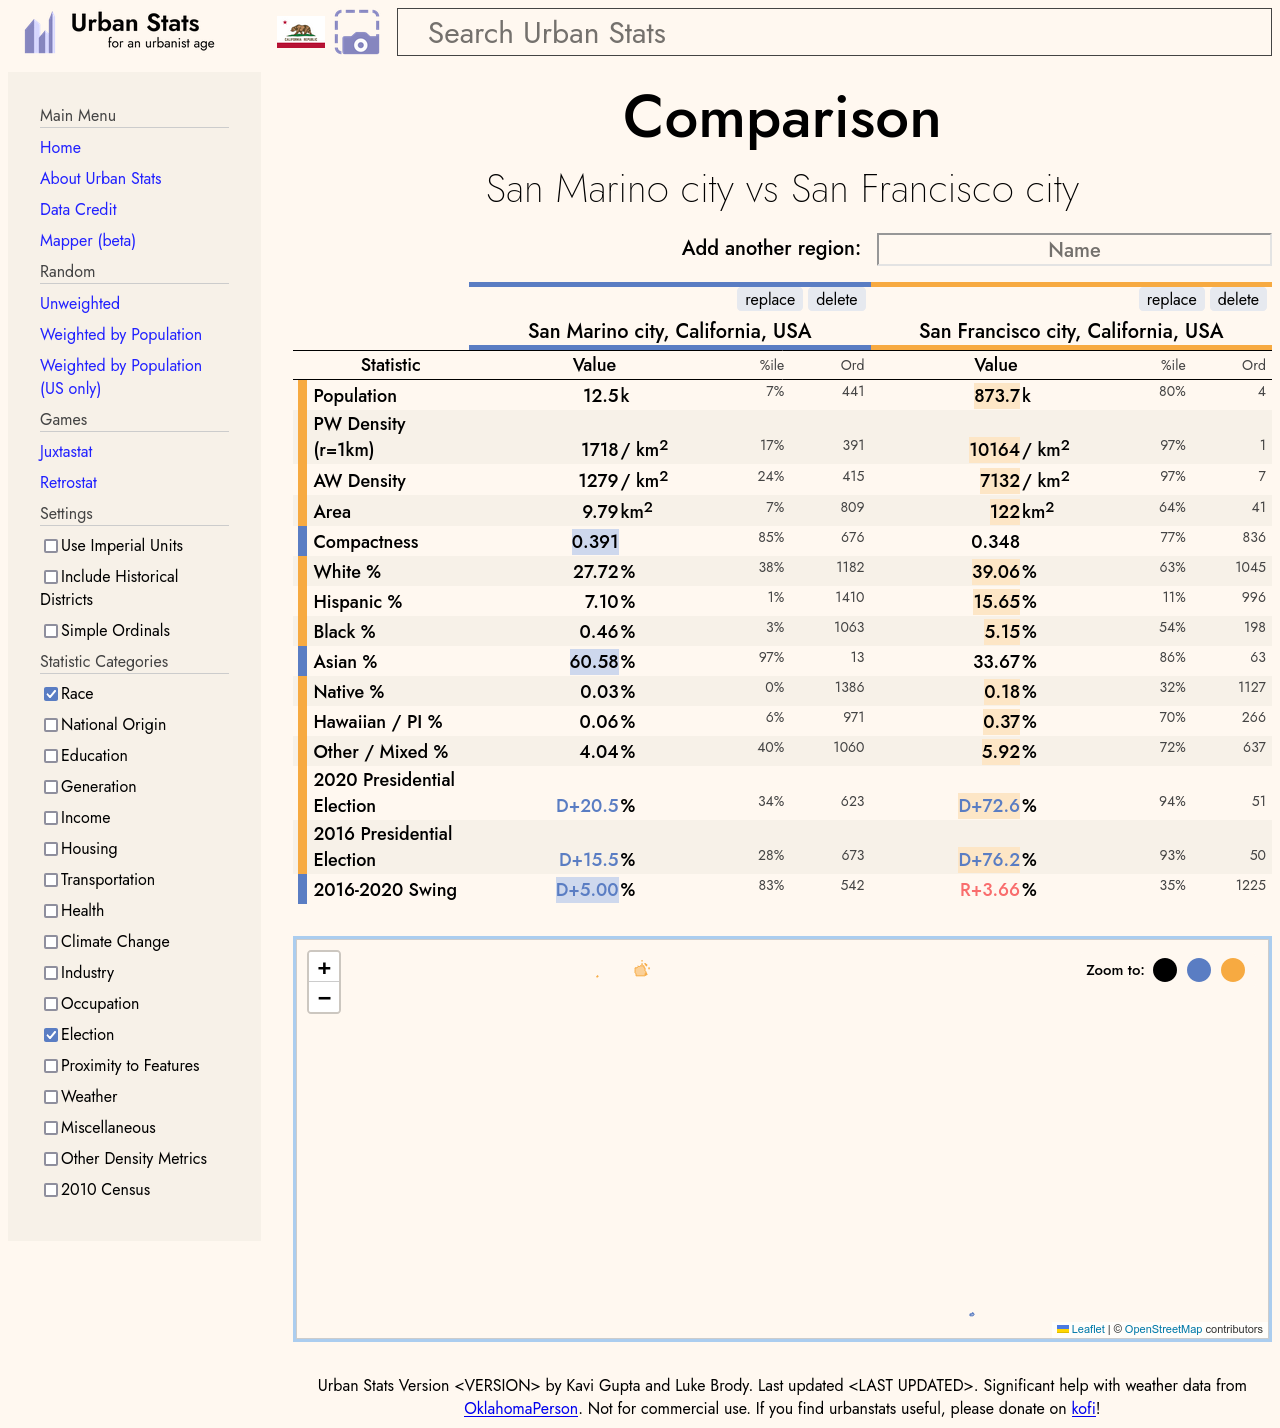 Urban Stats
for an urbanist age
CALIFORNIA REPUBLIC
Search Urban Stats
Main Menu
Home
About Urban Stats
Data Credit
Mapper (beta)
Random
Unweighted
Weighted by Population
Weighted by Population
(US only)
Games
Juxtastat
Retrostat
Settings
Use Imperial Units
Include Historical
Districts
Simple Ordinals
Statistic Categories
Race
National Origin
Education
Generation
Income
Housing
Transportation
Health
Climate Change
Industry
Occupation
Election
Proximity to Features
Weather
Miscellaneous
Other Density Metrics
2010 Census
Comparison
San Marino city vs San Francisco city
Add another region: Name
replace delete replace delete
San Marino city, California, USA San Francisco city, California, USA
Statistic Value %ile Ord Value %ile Ord
Population 12.5k 7% 441 873.7k 80% 4
PW Density
(r=1km) 1718/ km² 17% 391 10164/ km² 97% 1
AW Density 1279/ km² 24% 415 7132/ km² 97% 7
Area 9.79km² 7% 809 122km² 64% 41
Compactness 0.391 85% 676 0.348 77% 836
White % 27.72% 38% 1182 39.06% 63% 1045
Hispanic % 7.10% 1% 1410 15.65% 11% 996
Black % 0.46% 3% 1063 5.15% 54% 198
Asian % 60.58% 97% 13 33.67% 86% 63
Native % 0.03% 0% 1386 0.18% 32% 1127
Hawaiian / PI % 0.06% 6% 971 0.37% 70% 266
Other / Mixed % 4.04% 40% 1060 5.92% 72% 637
2020 Presidential
Election D+20.5% 34% 623 D+72.6% 94% 51
2016 Presidential
Election D+15.5% 28% 673 D+76.2% 93% 50
2016-2020 Swing D+5.00% 83% 542 R+3.66% 35% 1225
+
−
Zoom to:
Leaflet | © OpenStreetMap contributors
Urban Stats Version <VERSION> by Kavi Gupta and Luke Brody. Last updated <LAST UPDATED>. Significant help with weather data from
OklahomaPerson. Not for commercial use. If you find urbanstats useful, please donate on kofi!